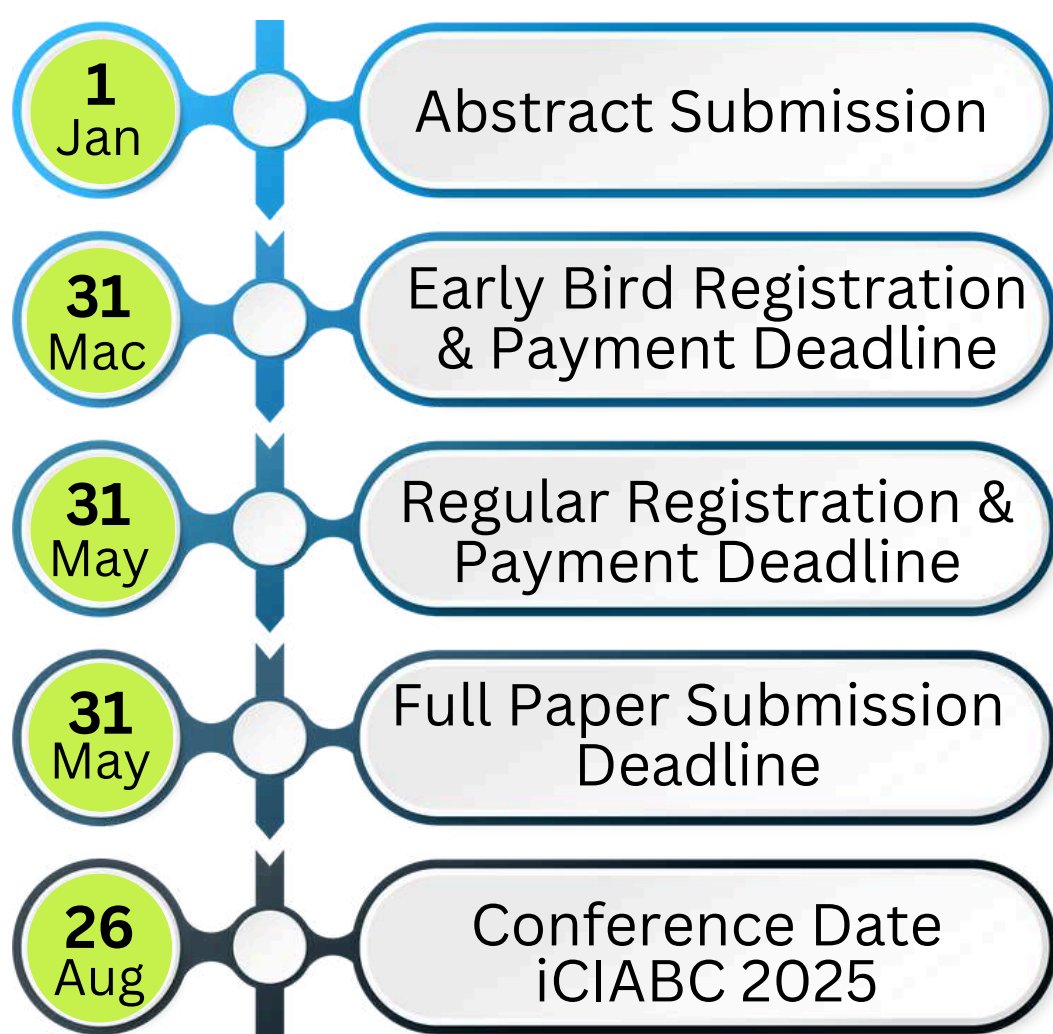 1
Jan
Abstract Submission
31
Mac
Early Bird Registration
& Payment Deadline
31
May
Regular Registration &
Payment Deadline
31
May
Full Paper Submission
Deadline
26
Aug
Conference Date
iCIABC 2025